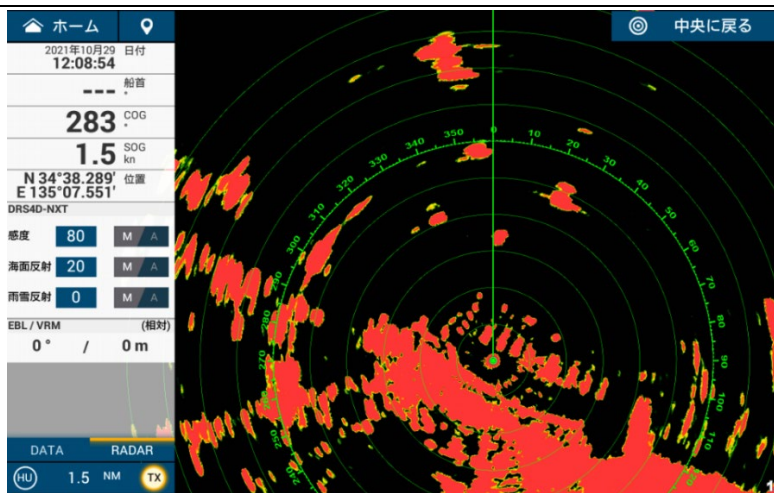 ホーム
中央に戻る
2021年10月29 日付
12:08:54
--- 船首 °
283 COG °
1.5 SOG kn
N 34°38.289' 位置
E 135°07.551'
DRS4D-NXT
感度 80 M A
海面反射 20 M A
雨雪反射 0 M A
EBL / VRM (相対)
0 ° / 0 m
DATA RADAR
HU 1.5 NM TX
340 350 0 10 20
330 30
320 40
310 50
300 60
290 70
280 80
270 90
260 100
250 110
240 120
1